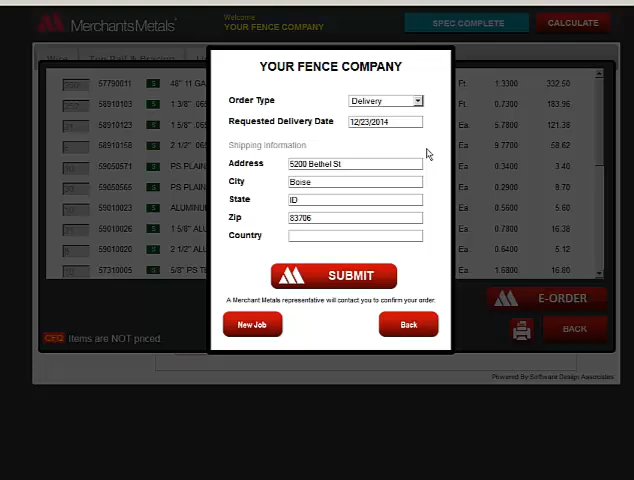 MerchantsMetals
Welcome
YOUR FENCE COMPANY
SPEC COMPLETE
CALCULATE
YOUR FENCE COMPANY
Order Type
Delivery
Requested Delivery Date
12/23/2014
Shipping Information
Address
5200 Bethel St
City
Boise
State
ID
Zip
83706
Country
SUBMIT
A Merchant Metals representative will contact you to confirm your order.
New Job
Back
57790011 S 48" 11 GA Ft. 1.3300 332.50
58910103 S 1 3/8" .065 Ft. 0.7300 183.96
58910123 S 1 5/8" .065 Ea. 5.7800 121.38
58910158 S 2 1/2" .065 Ea. 9.7700 58.62
59050571 S PS PLAIN Ea. 0.3400 3.40
59050565 S PS PLAIN Ea. 0.2900 8.70
59010023 S ALUMINUM Ea. 0.5600 5.60
59010026 S 1 5/8" ALU Ea. 0.7800 16.38
59010020 S 2 1/2" ALU Ea. 0.6400 5.12
57310005 S 5/8" PS TE Ea. 1.6800 16.80
E-ORDER
BACK
CFQ Items are NOT priced
Powered By Software Design Associates